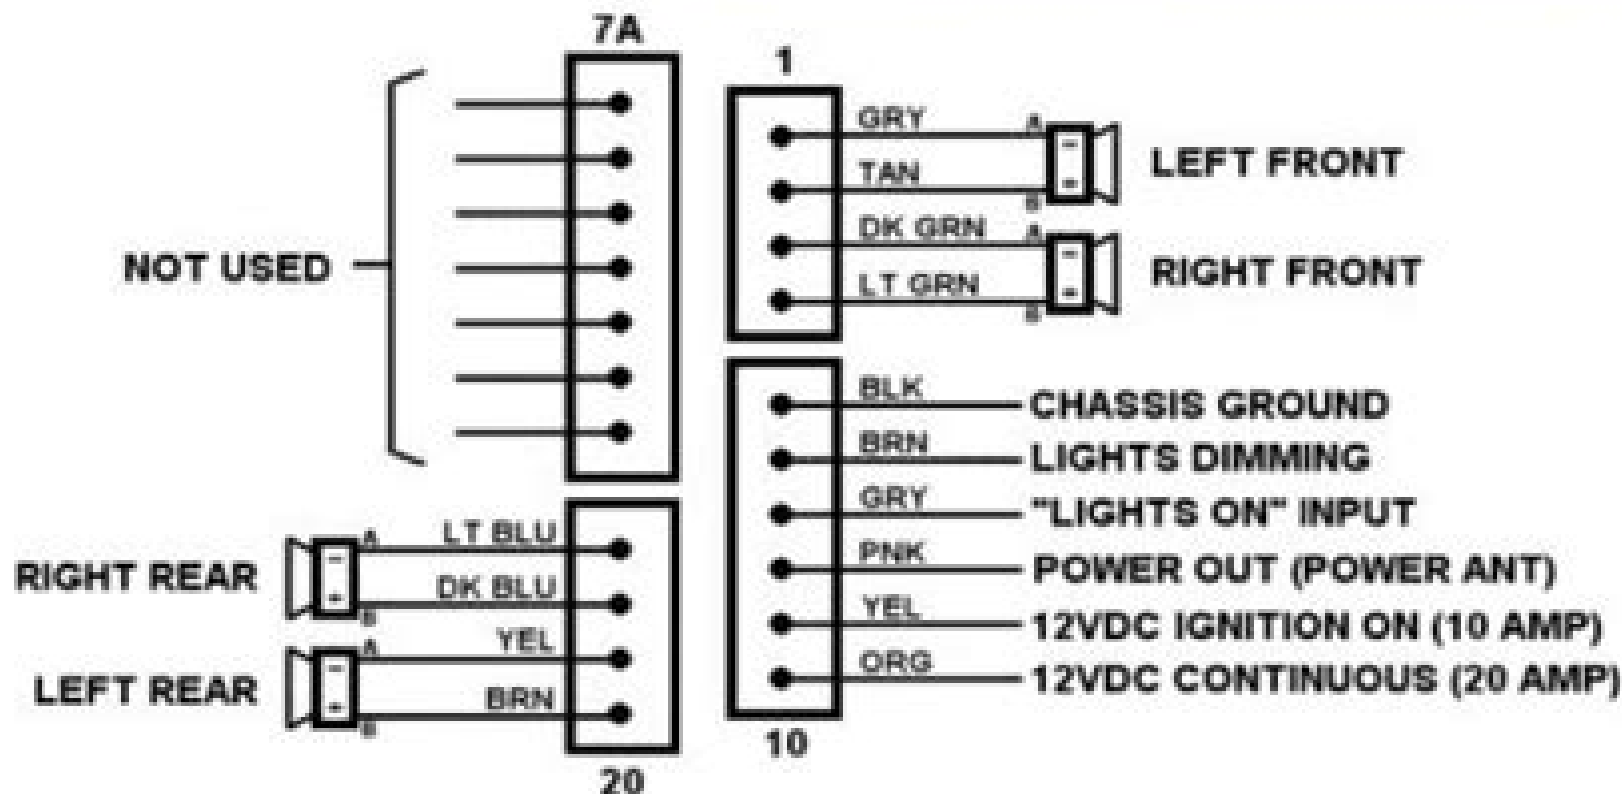 7A
NOT USED
LT BLU
RIGHT REAR
DK BLU
YEL
LEFT REAR
BRN
20
1
GRY
LEFT FRONT
TAN
DK GRN
RIGHT FRONT
LT GRN
BLK CHASSIS GROUND
BRN LIGHTS DIMMING
GRY "LIGHTS ON" INPUT
PNK POWER OUT (POWER ANT)
YEL 12VDC IGNITION ON (10 AMP)
ORG 12VDC CONTINUOUS (20 AMP)
10
A
B
A
B
A
B
A
B